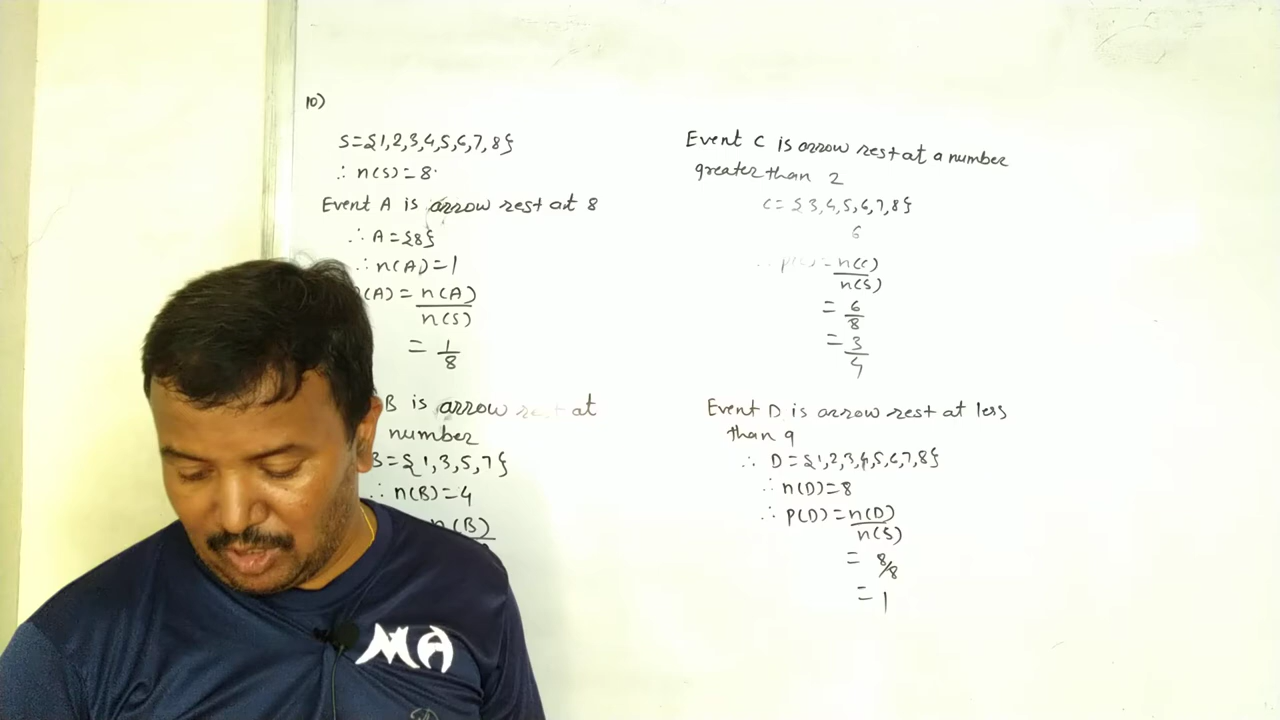 10)
S={1,2,3,4,5,6,7,8}
∴ n(S)=8.
Event A is arrow rest at 8
∴ A={8}
∴ n(A)=1
(A)= n(A)
n(S)
= 1
8
B is arrow rest at
number
B={1,3,5,7}
∴ n(B)=4
n(B)
Event C is arrow rest at a number
greater than 2
C={3,4,5,6,7,8}
6
∴ = n(C)
n(S)
= 6
8
= 3
4
Event D is arrow rest at less
than 9
∴ D={1,2,3,4,5,6,7,8}
∴ n(D)=8
∴ P(D)=n(D)
n(S)
= 8/8
= 1
MA